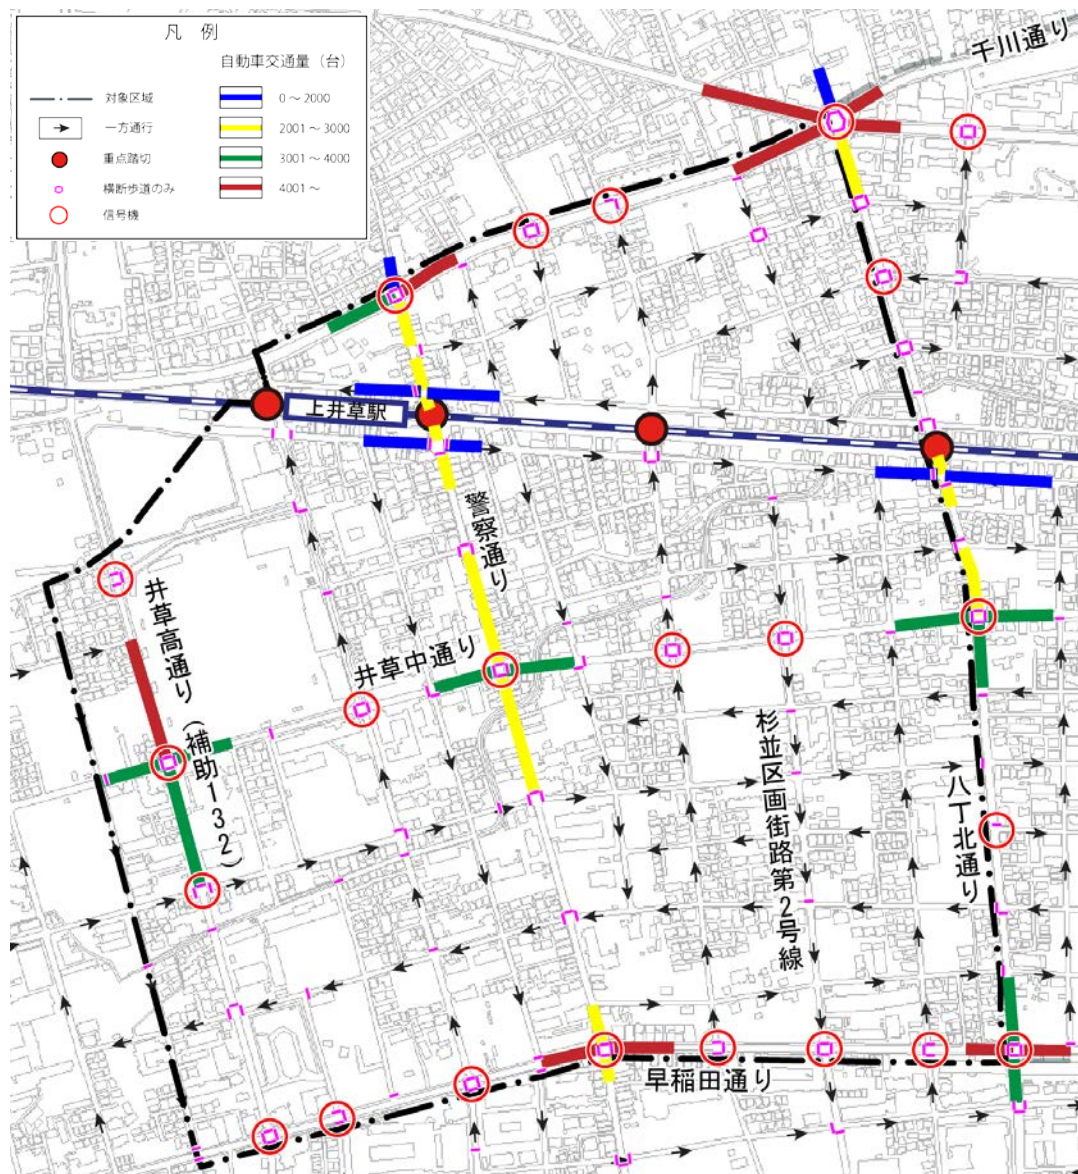 凡 例
自動車交通量（台）
対象区域
0～2000
一方通行
2001～3000
重点踏切
3001～4000
横断歩道のみ
4001～
信号機
千川通り
上井草駅
警察通り
井草高通り（補助132）
井草中通り
杉並区画街路第2号線
八丁北通り
早稲田通り